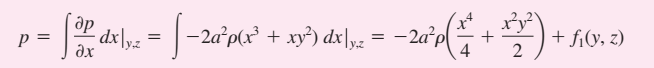 p = ∫ ∂p/∂x dx|y,z = ∫ −2a²ρ(x³ + xy²) dx|y,z = −2a²ρ(x⁴/4 + x²y²/2) + f₁(y, z)